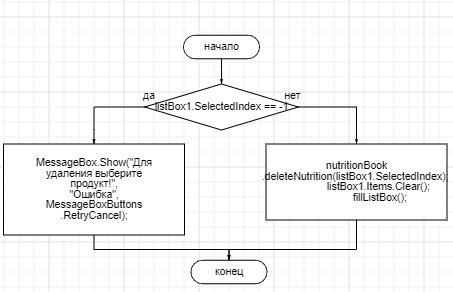 начало
да
нет
listBox1.SelectedIndex == -1
MessageBox.Show("Для
удаления выберите
продукт!",
"Ошибка",
MessageBoxButtons
.RetryCancel);
nutritionBook
.deleteNutrition(listBox1.SelectedIndex);
listBox1.Items.Clear();
fillListBox();
конец